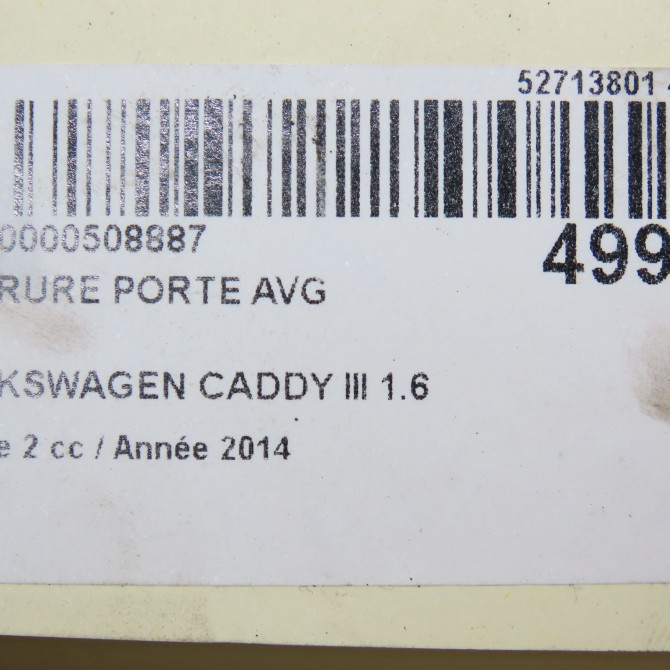 52713801
0000508887
499
RURE PORTE AVG
KSWAGEN CADDY III 1.6
e 2 cc / Année 2014